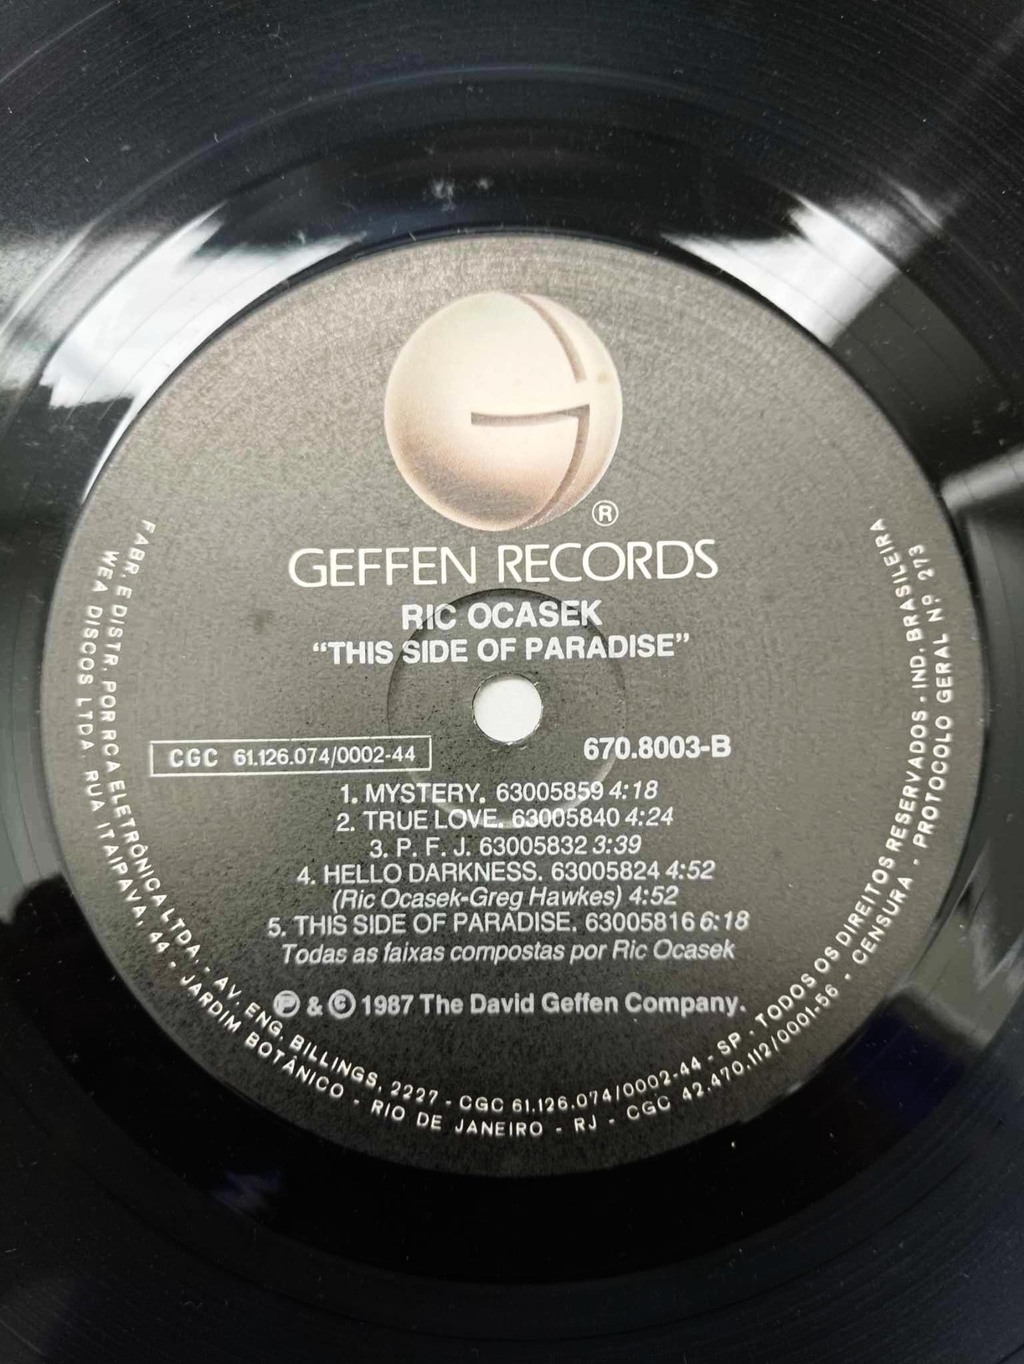 ®
GEFFEN RECORDS
RIC OCASEK
“THIS SIDE OF PARADISE”
CGC 61.126.074/0002-44
670.8003-B
1. MYSTERY. 63005859 4:18
2. TRUE LOVE. 63005840 4:24
3. P. F. J. 63005832 3:39
4. HELLO DARKNESS. 63005824 4:52
(Ric Ocasek-Greg Hawkes) 4:52
5. THIS SIDE OF PARADISE. 63005816 6:18
Todas as faixas compostas por Ric Ocasek
Ⓟ & © 1987 The David Geffen Company.
FABR. E DISTR. POR RCA ELETRÔNICA LTDA. - AV. ENG. BILLINGS, 2227 - CGC 61.126.074/0002-44 - SP - TODOS OS DIREITOS RESERVADOS - IND. BRASILEIRA -
WEA DISCOS LTDA. RUA ITAIPAVA, 44 - JARDIM BOTÂNICO - RIO DE JANEIRO - RJ - CGC 42.470.112/0001-56 - CENSURA - PROTOCOLO GERAL Nº 273